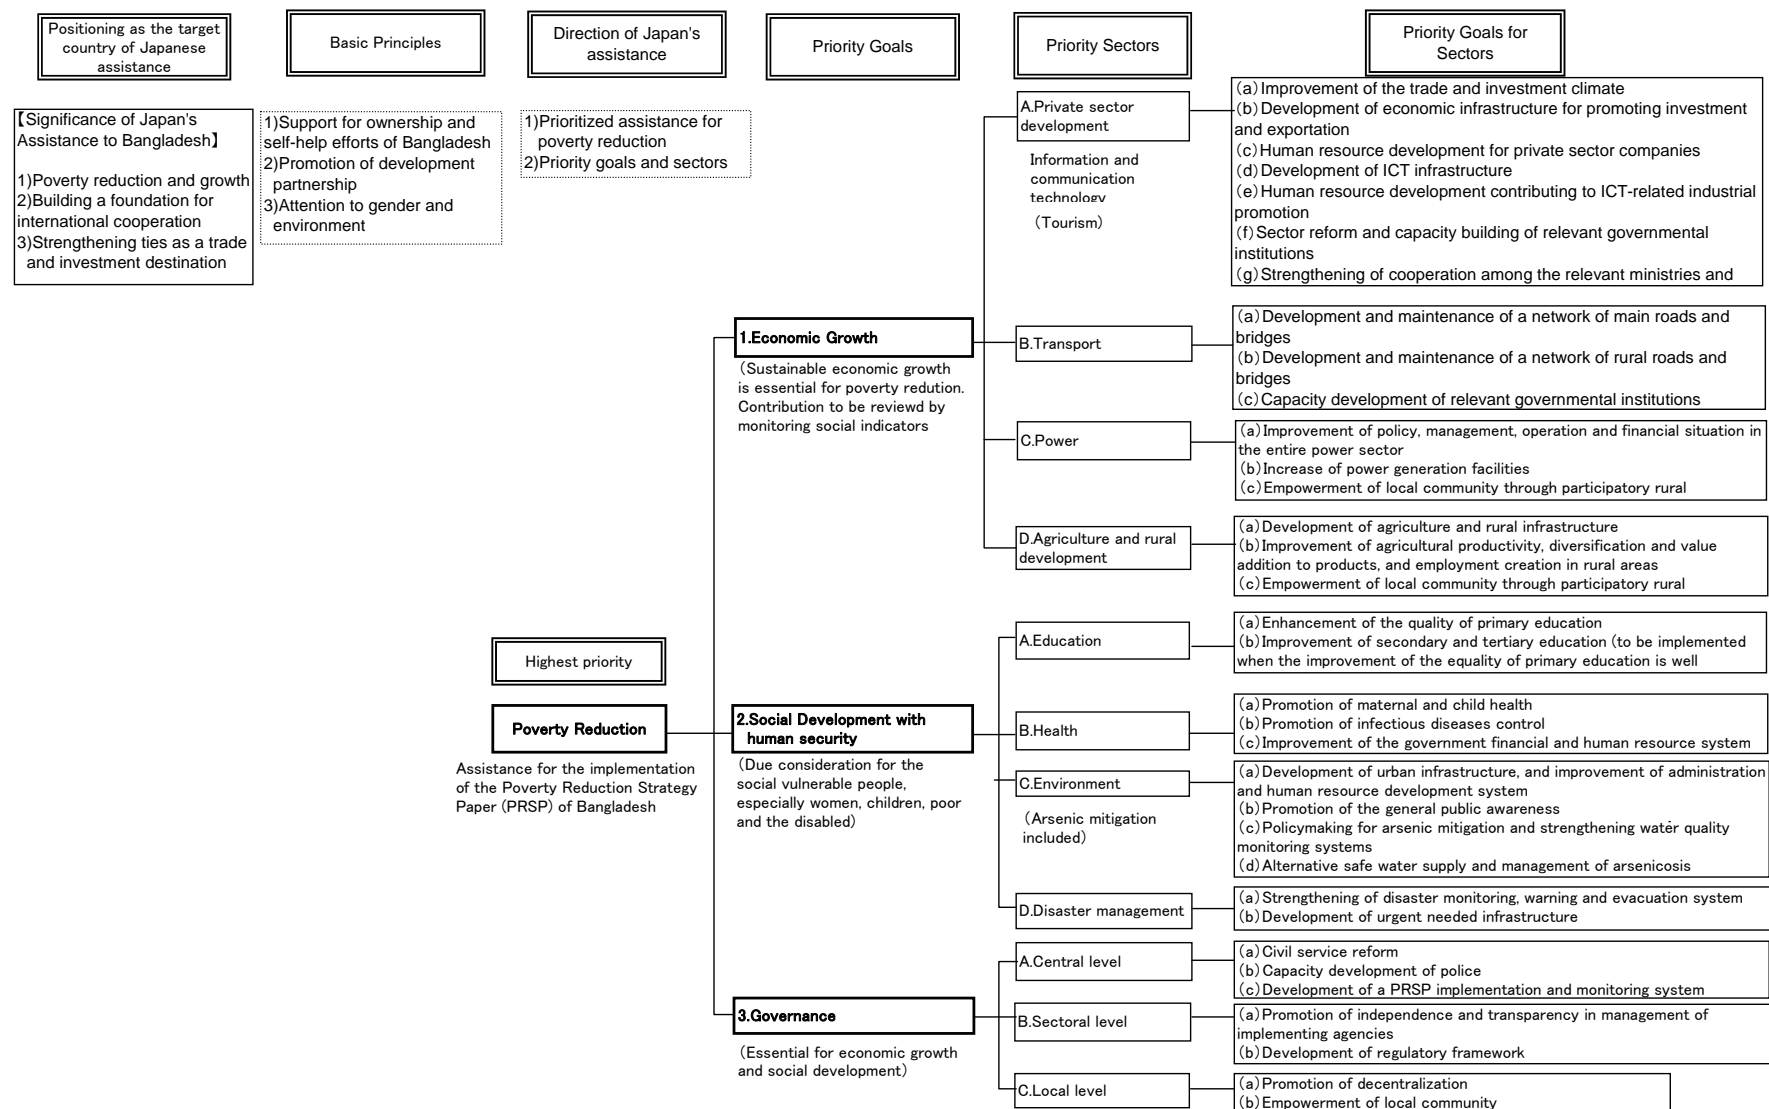 Positioning as the target
country of Japanese
assistance
Basic Principles
Direction of Japan's
assistance
Priority Goals
Priority Sectors
Priority Goals for
Sectors
【Significance of Japan's
Assistance to Bangladesh】
1)Poverty reduction and growth
2)Building a foundation for
international cooperation
3)Strengthening ties as a trade
and investment destination
1)Support for ownership and
self-help efforts of Bangladesh
2)Promotion of development
partnership
3)Attention to gender and
environment
1)Prioritized assistance for
poverty reduction
2)Priority goals and sectors
Highest priority
Poverty Reduction
Assistance for the implementation
of the Poverty Reduction Strategy
Paper (PRSP) of Bangladesh
1.Economic Growth
(Sustainable economic growth
is essential for poverty redution.
Contribution to be reviewd by
monitoring social indicators
A.Private sector
development
Information and
communication
technology
(Tourism)
(a)Improvement of the trade and investment climate
(b)Development of economic infrastructure for promoting investment
and exportation
(c)Human resource development for private sector companies
(d)Development of ICT infrastructure
(e)Human resource development contributing to ICT-related industrial
promotion
(f)Sector reform and capacity building of relevant governmental
institutions
(g)Strengthening of cooperation among the relevant ministries and
B.Transport
(a)Development and maintenance of a network of main roads and
bridges
(b)Development and maintenance of a network of rural roads and
bridges
(c)Capacity development of relevant governmental institutions
C.Power
(a)Improvement of policy, management, operation and financial situation in
the entire power sector
(b)Increase of power generation facilities
(c)Empowerment of local community through participatory rural
D.Agriculture and rural
development
(a)Development of agriculture and rural infrastructure
(b)Improvement of agricultural productivity, diversification and value
addition to products, and employment creation in rural areas
(c)Empowerment of local community through participatory rural
2.Social Development with
human security
(Due consideration for the
social vulnerable people,
especially women, children, poor
and the disabled)
A.Education
(a)Enhancement of the quality of primary education
(b)Improvement of secondary and tertiary education (to be implemented
when the improvement of the equality of primary education is well
B.Health
(a)Promotion of maternal and child health
(b)Promotion of infectious diseases control
(c)Improvement of the government financial and human resource system
C.Environment
(Arsenic mitigation
included)
(a)Development of urban infrastructure, and improvement of administration
and human resource development system
(b)Promotion of the general public awareness
(c)Policymaking for arsenic mitigation and strengthening water quality
monitoring systems
(d)Alternative safe water supply and management of arsenicosis
D.Disaster management
(a)Strengthening of disaster monitoring, warning and evacuation system
(b)Development of urgent needed infrastructure
3.Governance
(Essential for economic growth
and social development)
A.Central level
(a)Civil service reform
(b)Capacity development of police
(c)Development of a PRSP implementation and monitoring system
B.Sectoral level
(a)Promotion of independence and transparency in management of
implementing agencies
(b)Development of regulatory framework
C.Local level
(a)Promotion of decentralization
(b)Empowerment of local community